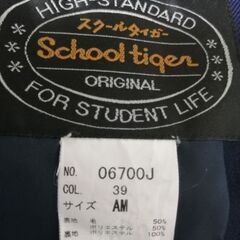 HIGH-STANDARD
スクールタイガー
School tiger
ORIGINAL
FOR STUDENT LIFE
NO. 06700J
COL. 39
サイズ AM
表地 毛 50%
ポリエステル 50%
裏地 ポリエステル 100%